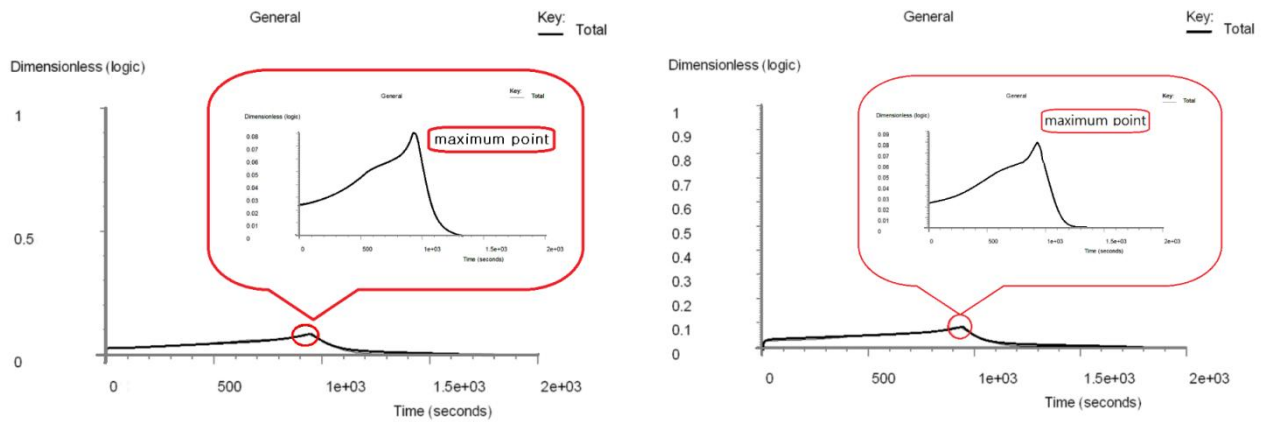 General
Key:
Total
Dimensionless (logic)
1
0.5
0
0
500
1e+03
1.5e+03
2e+03
Time (seconds)
General
Key:
Total
Dimensionless (logic)
0.08
0.07
0.06
0.05
0.04
0.03
0.02
0.01
0
maximum point
0
500
1e+03
1.5e+03
2e+03
Time (seconds)
General
Key:
Total
Dimensionless (logic)
1
0.9
0.8
0.7
0.6
0.5
0.4
0.3
0.2
0.1
0
0
500
1e+03
1.5e+03
2e+03
Time (seconds)
General
Key:
Total
Dimensionless (logic)
0.09
0.08
0.07
0.06
0.05
0.04
0.03
0.02
0.01
0
maximum point
0
500
1e+03
1.5e+03
2e+03
Time (seconds)